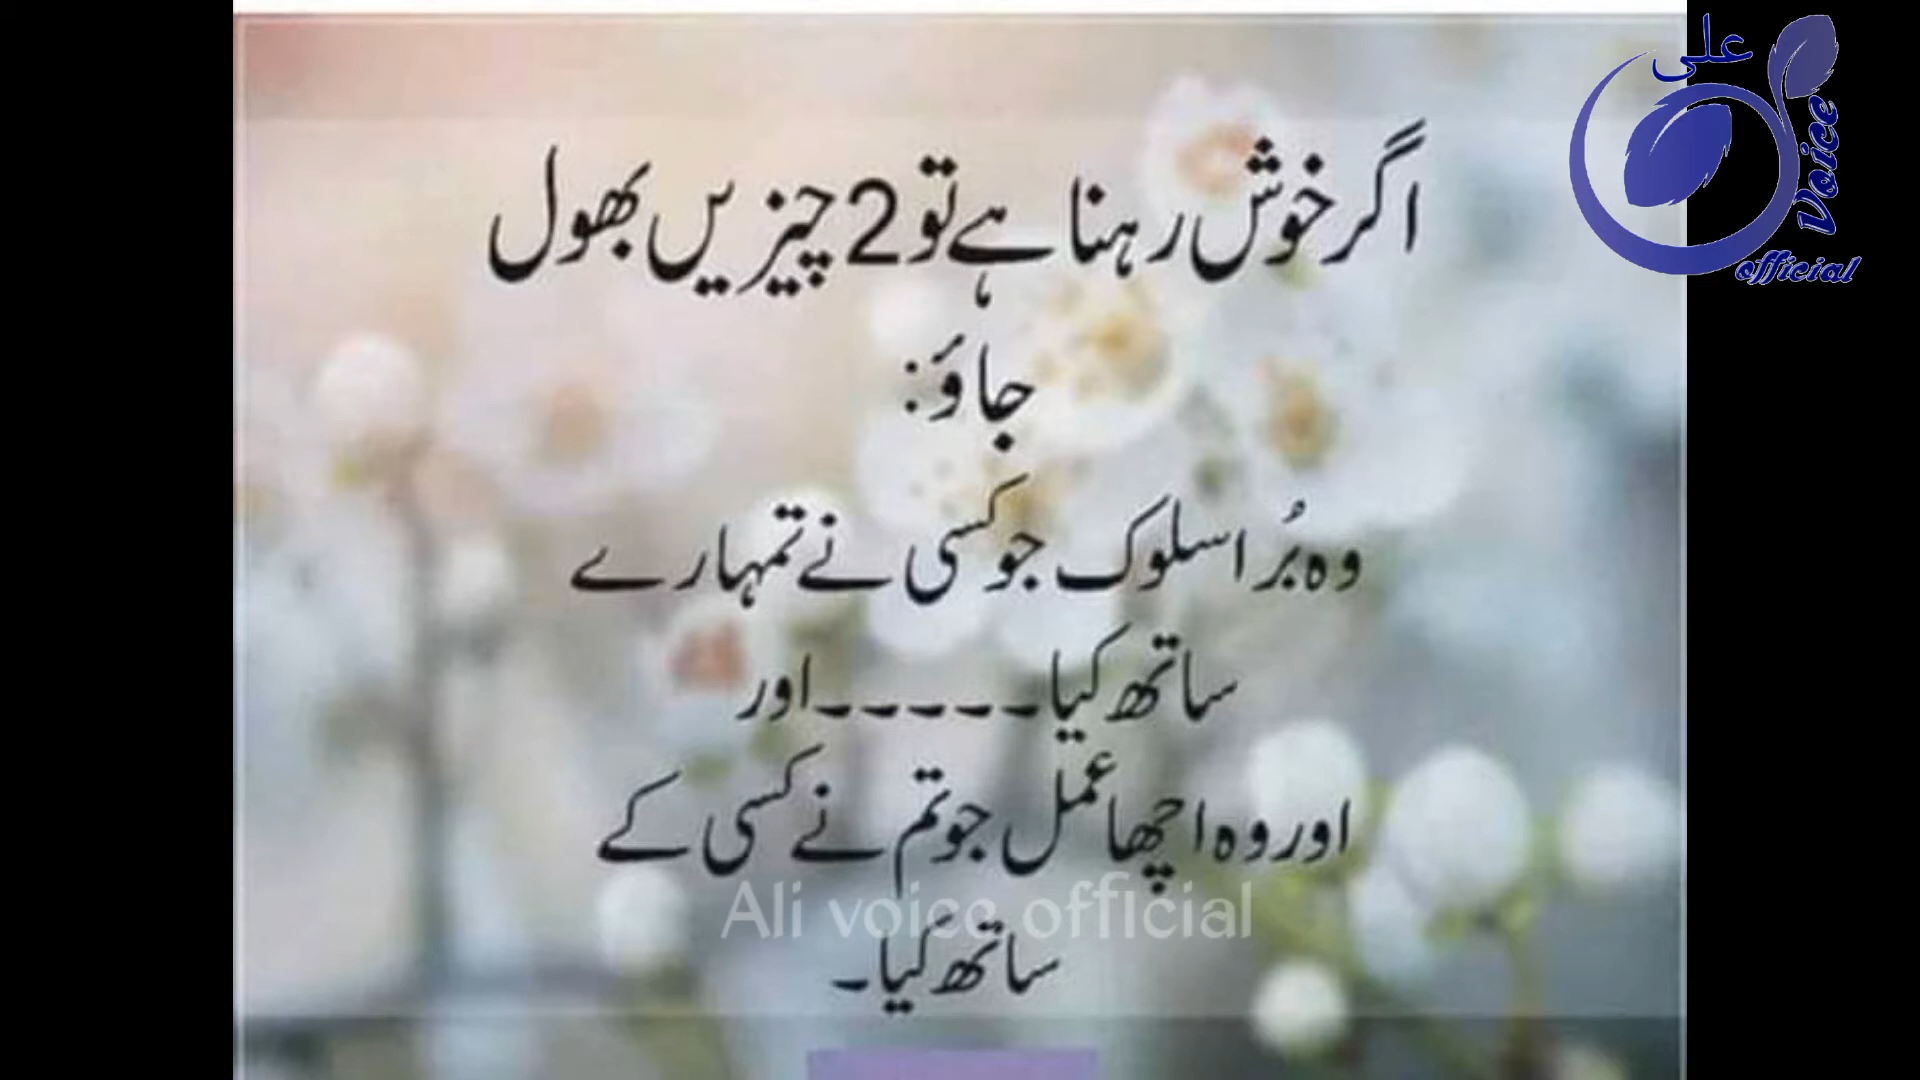 علی
Voice
official
اگر خوش رہنا ہے تو 2 چیزیں بھول
جاؤ:
وہ بُرا سلوک جو کسی نے تمہارے
ساتھ کیا۔۔۔۔۔۔اور
اور وہ اچھا عمل جو تم نے کسی کے
Ali voice official
ساتھ کیا۔